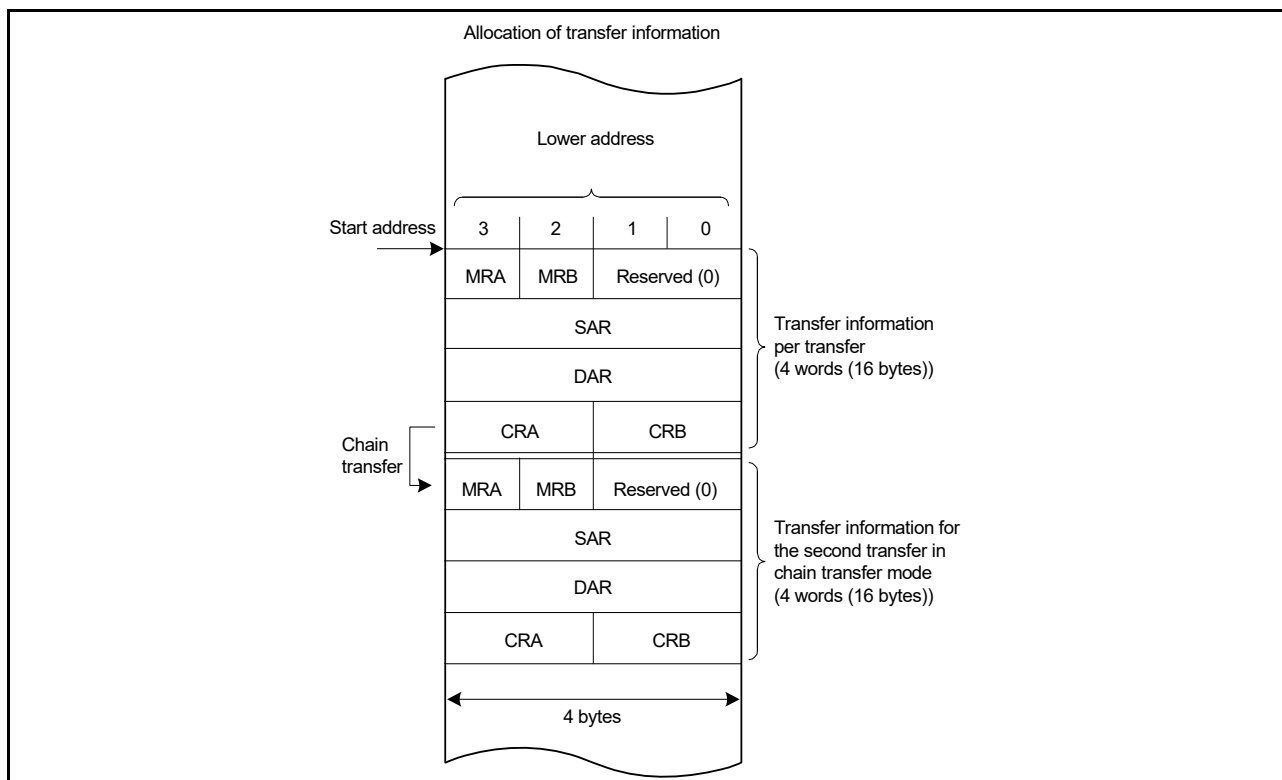 Allocation of transfer information
Lower address
Start address 3 2 1 0
MRA MRB Reserved (0)
SAR
Transfer information
per transfer
(4 words (16 bytes))
DAR
CRA CRB
Chain
transfer
MRA MRB Reserved (0)
SAR
Transfer information for
the second transfer in
chain transfer mode
(4 words (16 bytes))
DAR
CRA CRB
4 bytes